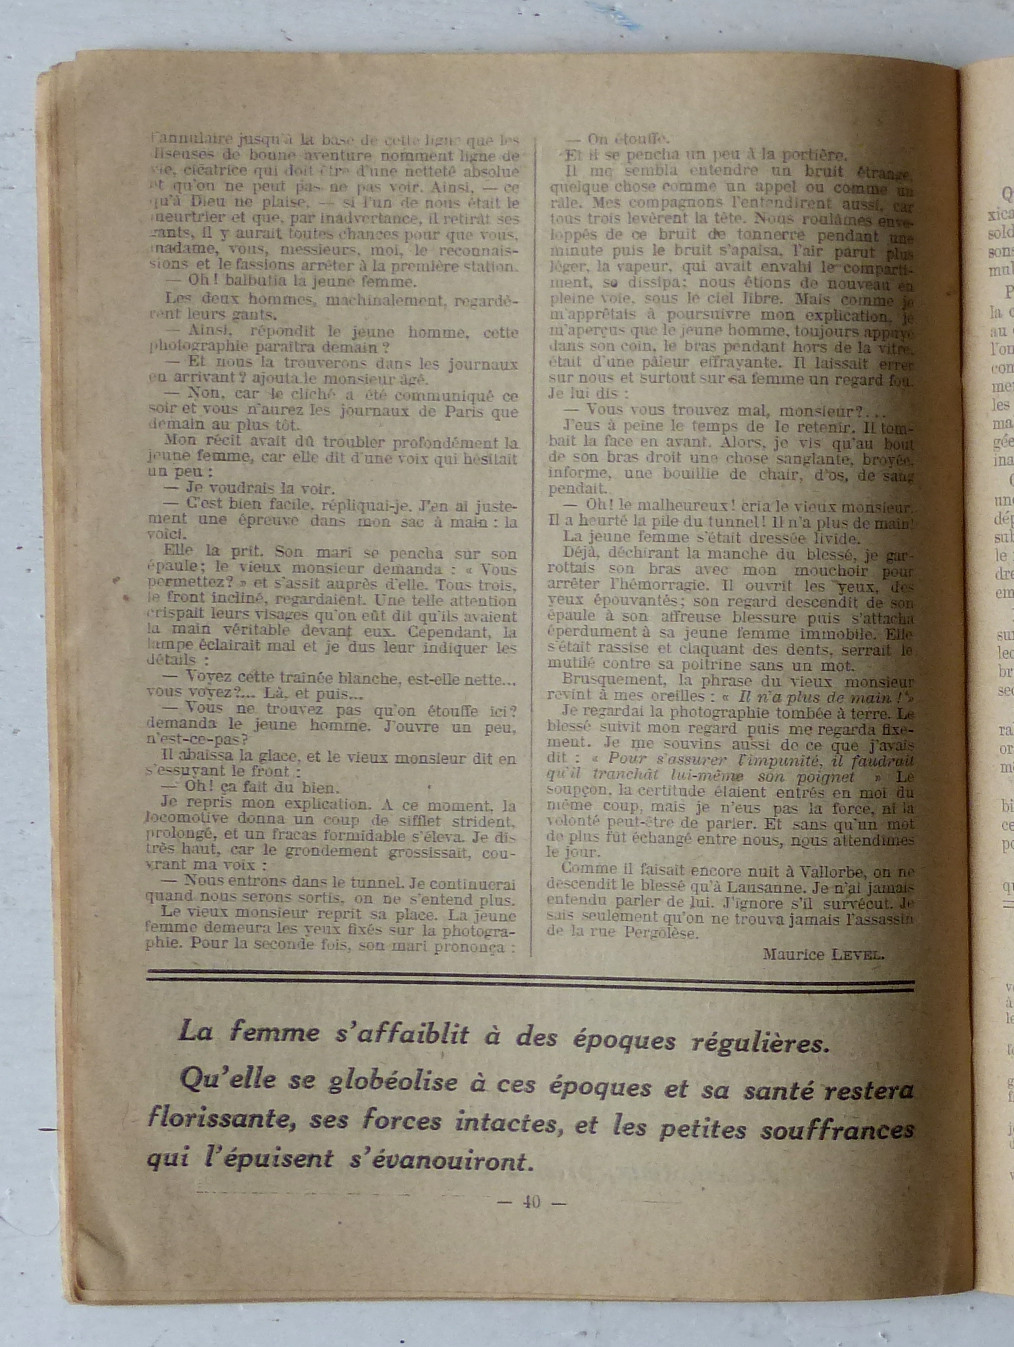 l'annulaire jusqu'à la base de cette ligne que les
diseuses de bonne aventure nomment ligne de
vie, cicatrice qui doit être d'une netteté absolue
et qu'on ne peut pas ne pas voir. Ainsi, — ce
qu'à Dieu ne plaise, — si l'un de nous était le
meurtrier et que, par inadvertance, il retirât ses
gants, il y aurait toutes chances pour que vous,
madame, vous, messieurs, moi, le reconnais-
sions et le fassions arrêter à la première station.
— Oh! balbutia la jeune femme.
Les deux hommes, machinalement, regardè-
rent leurs gants.
— Ainsi, répondit le jeune homme, cette
photographie paraîtra demain?
— Et nous la trouverons dans les journaux
en arrivant? ajouta le monsieur âgé.
— Non, car le cliché a été communiqué ce
soir et vous n'aurez les journaux de Paris que
demain au plus tôt.
Mon récit avait dû troubler profondément la
jeune femme, car elle dit d'une voix qui hésitait
un peu :
— Je voudrais la voir.
— C'est bien facile, répliquai-je. J'en ai juste-
ment une épreuve dans mon sac à main : la
voici.
Elle la prit. Son mari se pencha sur son
épaule; le vieux monsieur demanda : « Vous
permettez? » et s'assit auprès d'elle. Tous trois,
le front incliné, regardaient. Une telle attention
crispait leurs visages qu'on eût dit qu'ils avaient
la main véritable devant eux. Cependant, la
lampe éclairait mal et je dus leur indiquer les
détails :
— Voyez cette traînée blanche, est-elle nette...
vous voyez?... Là, et puis...
— Vous ne trouvez pas qu'on étouffe ici?
demanda le jeune homme. J'ouvre un peu,
n'est-ce-pas?
Il abaissa la glace, et le vieux monsieur dit en
s'essuyant le front :
— Oh! ça fait du bien.
Je repris mon explication. A ce moment, la
locomotive donna un coup de sifflet strident,
prolongé, et un fracas formidable s'éleva. Je dis
très haut, car le grondement grossissait, cou-
vrant ma voix :
— Nous entrons dans le tunnel. Je continuerai
quand nous serons sortis, on ne s'entend plus.
Le vieux monsieur reprit sa place. La jeune
femme demeura les yeux fixés sur la photogra-
phie. Pour la seconde fois, son mari prononça :
— On étouffe.
Et il se pencha un peu à la portière.
Il me sembla entendre un bruit étrange,
quelque chose comme un appel ou comme un
râle. Mes compagnons l'entendirent aussi, car
tous trois levèrent la tête. Nous roulâmes enve-
loppés de ce bruit de tonnerre pendant une
minute puis le bruit s'apaisa, l'air parut plus
léger, la vapeur, qui avait envahi le comparti-
ment, se dissipa; nous étions de nouveau en
pleine voie, sous le ciel libre. Mais comme je
m'apprêtais à poursuivre mon explication, je
m'aperçus que le jeune homme, toujours appuyé
dans son coin, le bras pendant hors de la vitre,
était d'une pâleur effrayante. Il laissait errer
sur nous et surtout sur sa femme un regard fou.
Je lui dis :
— Vous vous trouvez mal, monsieur?...
J'eus à peine le temps de le retenir. Il tom-
bait la face en avant. Alors, je vis qu'au bout
de son bras droit une chose sanglante, broyée,
informe, une bouillie de chair, d'os, de sang
pendait.
— Oh! le malheureux! cria le vieux monsieur.
Il a heurté la pile du tunnel! Il n'a plus de main!
La jeune femme s'était dressée livide.
Déjà, déchirant la manche du blessé, je gar-
rottais son bras avec mon mouchoir pour
arrêter l'hémorragie. Il ouvrit les yeux, des
yeux épouvantés; son regard descendit de son
épaule à son affreuse blessure puis s'attacha
éperdument à sa jeune femme immobile. Elle
s'était rassise et claquant des dents, serrait le
mutilé contre sa poitrine sans un mot.
Brusquement, la phrase du vieux monsieur
revint à mes oreilles : « Il n'a plus de main! »
Je regardai la photographie tombée à terre. Le
blessé suivit mon regard puis me regarda fixe-
ment. Je me souvins aussi de ce que j'avais
dit : « Pour s'assurer l'impunité, il faudrait
qu'il tranchât lui-même son poignet » Le
soupçon, la certitude étaient entrés en moi du
même coup, mais je n'eus pas la force, ni la
volonté peut-être de parler. Et sans qu'un mot
de plus fût échangé entre nous, nous attendîmes
le jour.
Comme il faisait encore nuit à Vallorbe, on ne
descendit le blessé qu'à Lausanne. Je n'ai jamais
entendu parler de lui. J'ignore s'il survécut. Je
sais seulement qu'on ne trouva jamais l'assassin
de la rue Pergolèse.
Maurice LEVEL.
La femme s'affaiblit à des époques régulières.
Qu'elle se globéolise à ces époques et sa santé restera
florissante, ses forces intactes, et les petites souffrances
qui l'épuisent s'évanouiront.
— 40 —